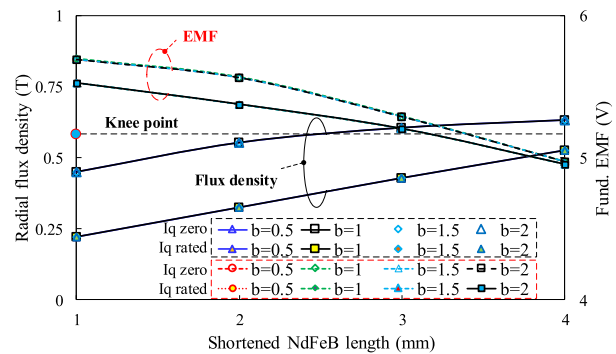 1
0.75
0.5
0.25
0
Radial flux density (T)
6
5
4
Fund. EMF (V)
EMF
Knee point
Flux density
Iq zero b=0.5 b=1 b=1.5 b=2
Iq rated b=0.5 b=1 b=1.5 b=2
Iq zero b=0.5 b=1 b=1.5 b=2
Iq rated b=0.5 b=1 b=1.5 b=2
1 2 3 4
Shortened NdFeB length (mm)